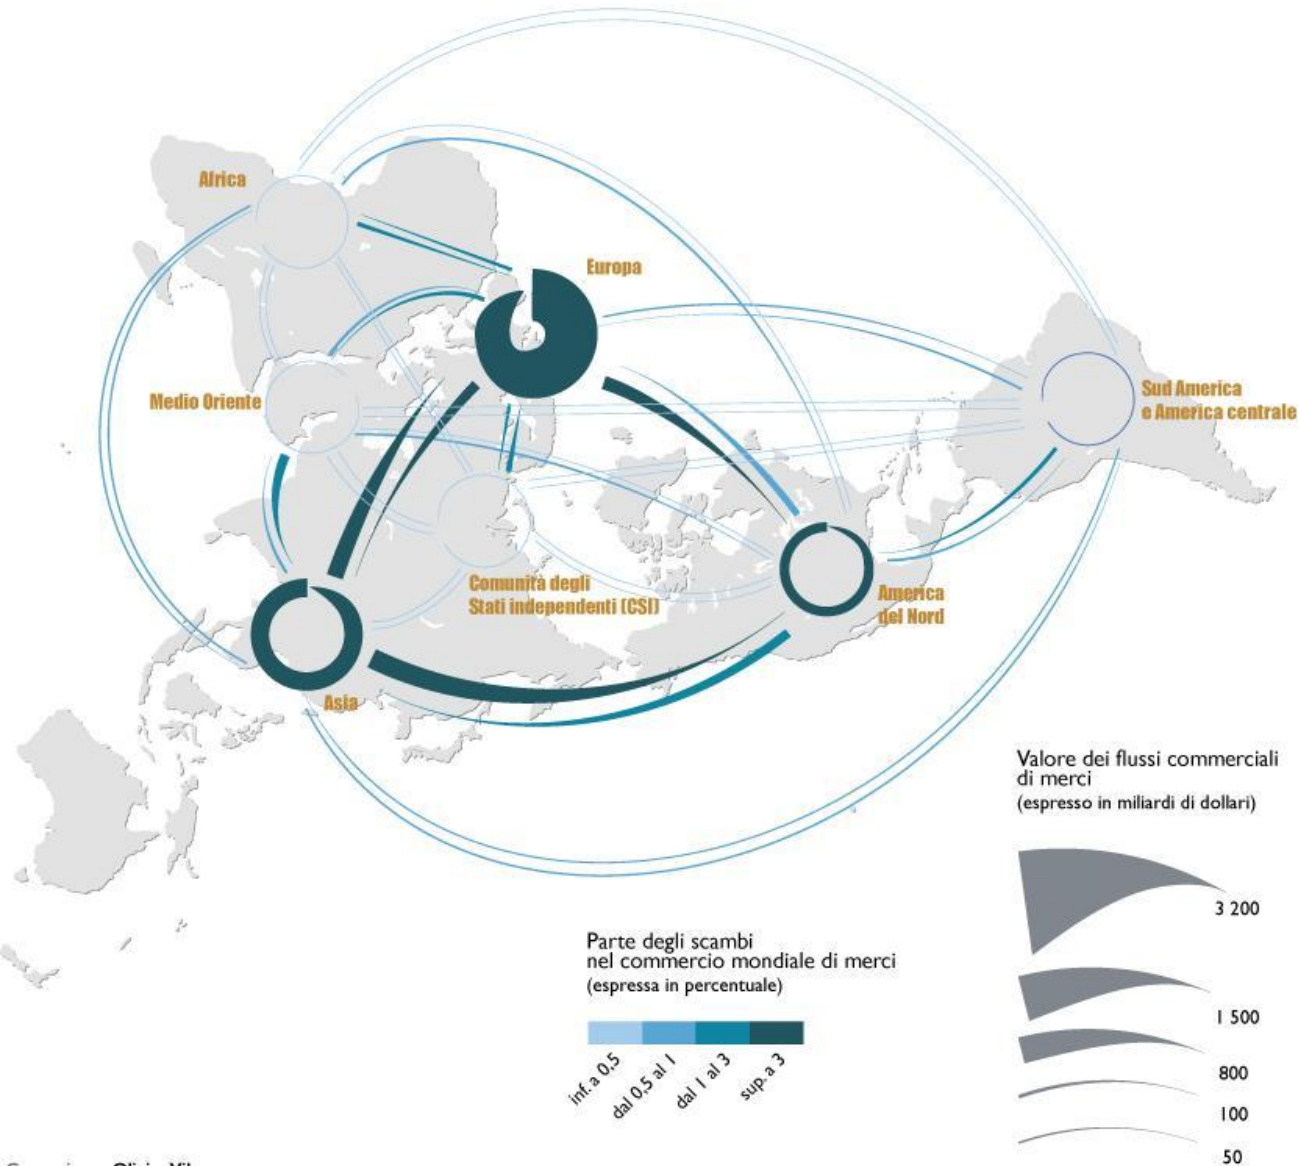 Africa
Europa
Medio Oriente
Sud America
e America centrale
Comunità degli
Stati independenti (CSI)
America
del Nord
Asia
Valore dei flussi commerciali
di merci
(espresso in miliardi di dollari)
3 200
1 500
800
100
50
Parte degli scambi
nel commercio mondiale di merci
(espressa in percentuale)
inf. a 0,5
dal 0,5 al 1
dal 1 al 3
sup. a 3